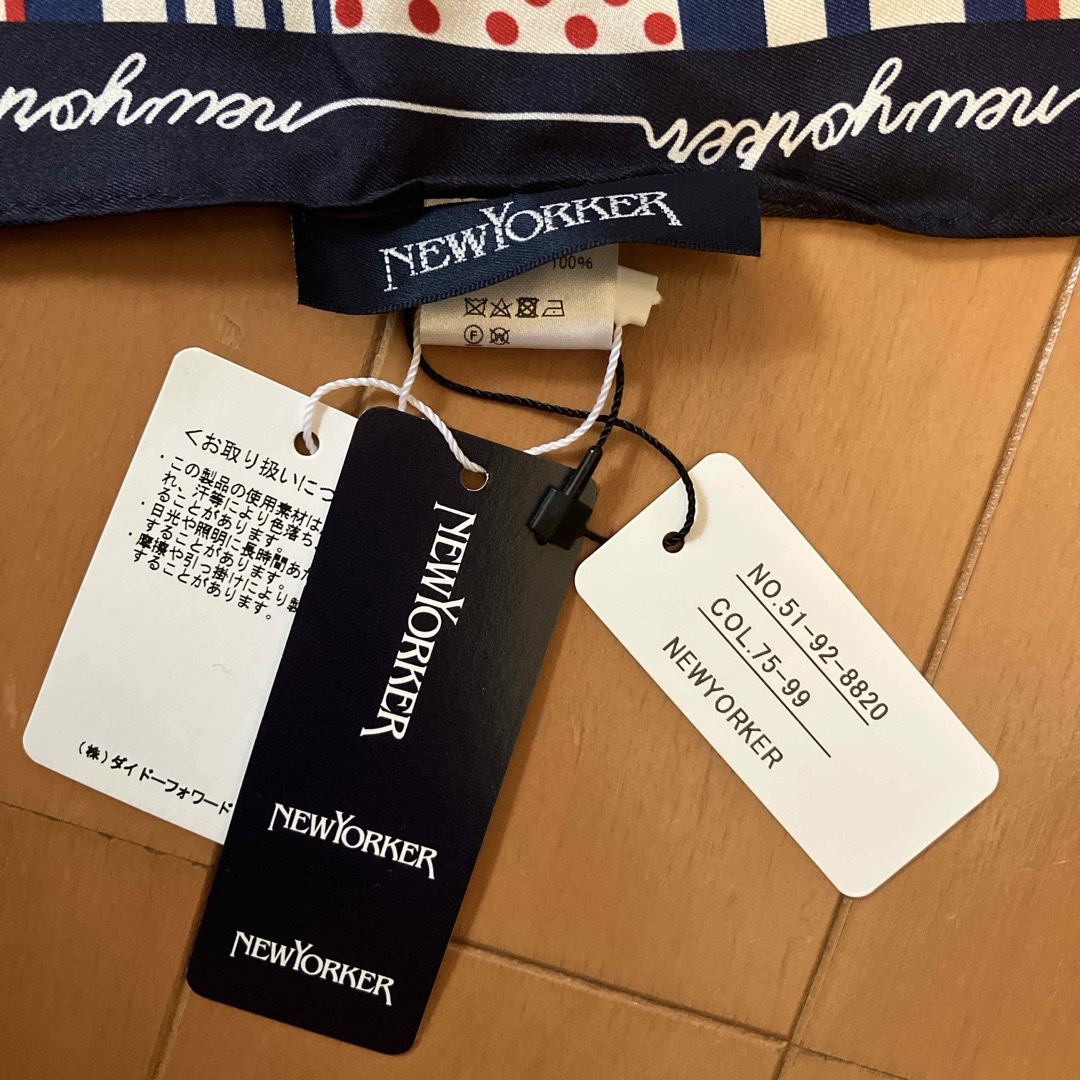 newyor
newyorker
newyorker
NEWYORKER
100%
F
W
<お取り扱いにつ
・この製品の使用素材は
れ、汗等により色落ち
ることがあります。
・日光や照明に長時間あた
することがあります。
・摩擦や引っ掛けにより製
することがあります。
(株)ダイドーフォワード
NEWYORKER
NEWYORKER
NEWYORKER
NO.51-92-8820
COL.75-99
NEWYORKER